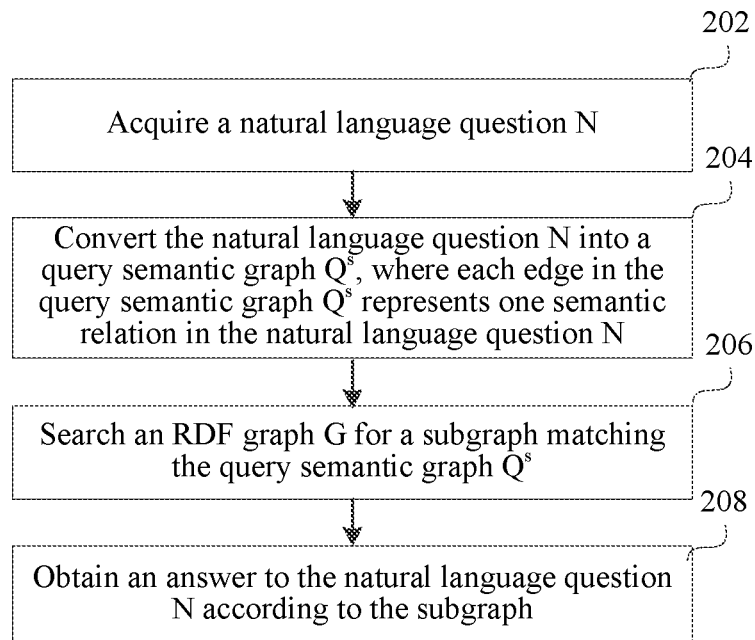 202
Acquire a natural language question N
204
Convert the natural language question N into a
query semantic graph Qˢ, where each edge in the
query semantic graph Qˢ represents one semantic
relation in the natural language question N
206
Search an RDF graph G for a subgraph matching
the query semantic graph Qˢ
208
Obtain an answer to the natural language question
N according to the subgraph